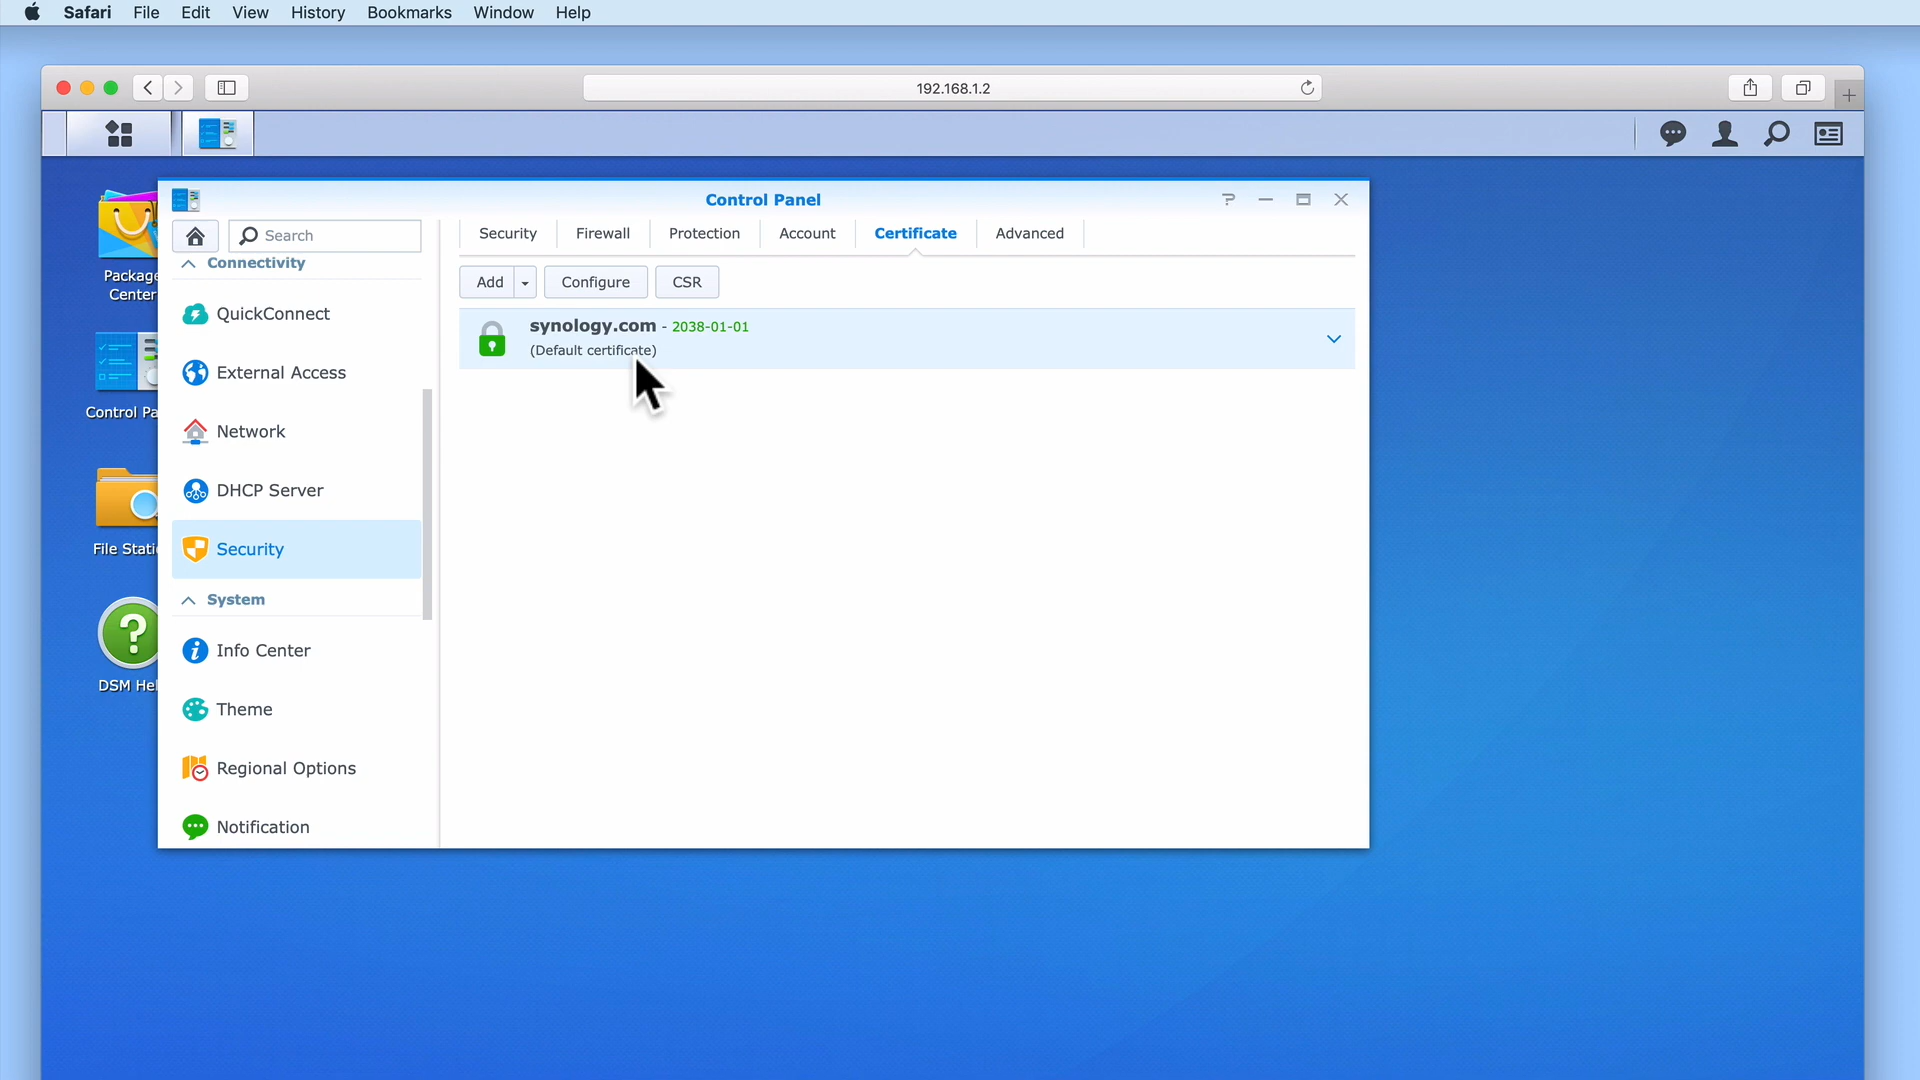 Safari File Edit View History Bookmarks Window Help
192.168.1.2
Package
Center
Control Pa
File Stati
DSM Hel
Control Panel
Search
Connectivity
QuickConnect
External Access
Network
DHCP Server
Security
System
Info Center
Theme
Regional Options
Notification
Security Firewall Protection Account Certificate Advanced
Add Configure CSR
synology.com - 2038-01-01
(Default certificate)